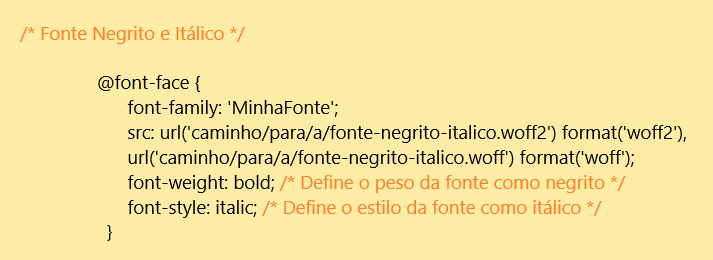 /* Fonte Negrito e Itálico */
@font-face {
font-family: 'MinhaFonte';
src: url('caminho/para/a/fonte-negrito-italico.woff2') format('woff2'),
url('caminho/para/a/fonte-negrito-italico.woff') format('woff');
font-weight: bold; /* Define o peso da fonte como negrito */
font-style: italic; /* Define o estilo da fonte como itálico */
}